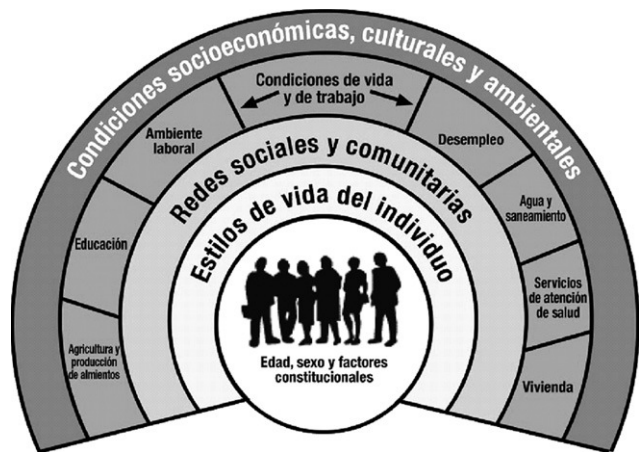 Condiciones socioeconómicas, culturales y ambientales
Condiciones de vida
y de trabajo
Ambiente
laboral
Desempleo
Educación
Agua y
saneamiento
Agricultura y
producción
de almientos
Servicios
de atención
de salud
Vivienda
Redes sociales y comunitarias
Estilos de vida del individuo
Edad, sexo y factores
constitucionales